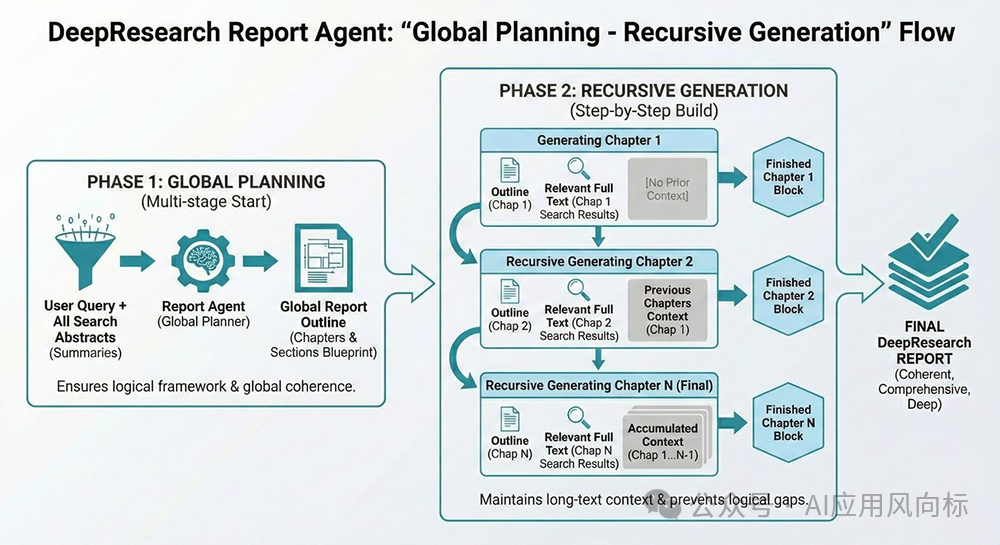 DeepResearch Report Agent: “Global Planning - Recursive Generation” Flow
PHASE 1: GLOBAL PLANNING
(Multi-stage Start)
User Query +
All Search
Abstracts
(Summaries)
Report Agent
(Global Planner)
Global Report
Outline
(Chapters &
Sections Blueprint)
Ensures logical framework & global coherence.
PHASE 2: RECURSIVE GENERATION
(Step-by-Step Build)
Generating Chapter 1
Outline
(Chap 1)
Relevant Full
Text (Chap 1
Search Results)
[No Prior
Context]
Finished
Chapter 1
Block
Recursive Generating Chapter 2
Outline
(Chap 2)
Relevant Full
Text (Chap 2
Search Results)
Previous
Chapters
Context
(Chap 1)
Finished
Chapter 2
Block
Recursive Generating Chapter N (Final)
Outline
(Chap N)
Relevant Full
Text (Chap N
Search Results)
Accumulated
Context
(Chap 1...N-1)
Finished
Chapter N
Block
Maintains long-text context & prevents logical gaps.
FINAL
DeepResearch
REPORT
(Coherent,
Comprehensive,
Deep)
公众号 · AI应用风向标